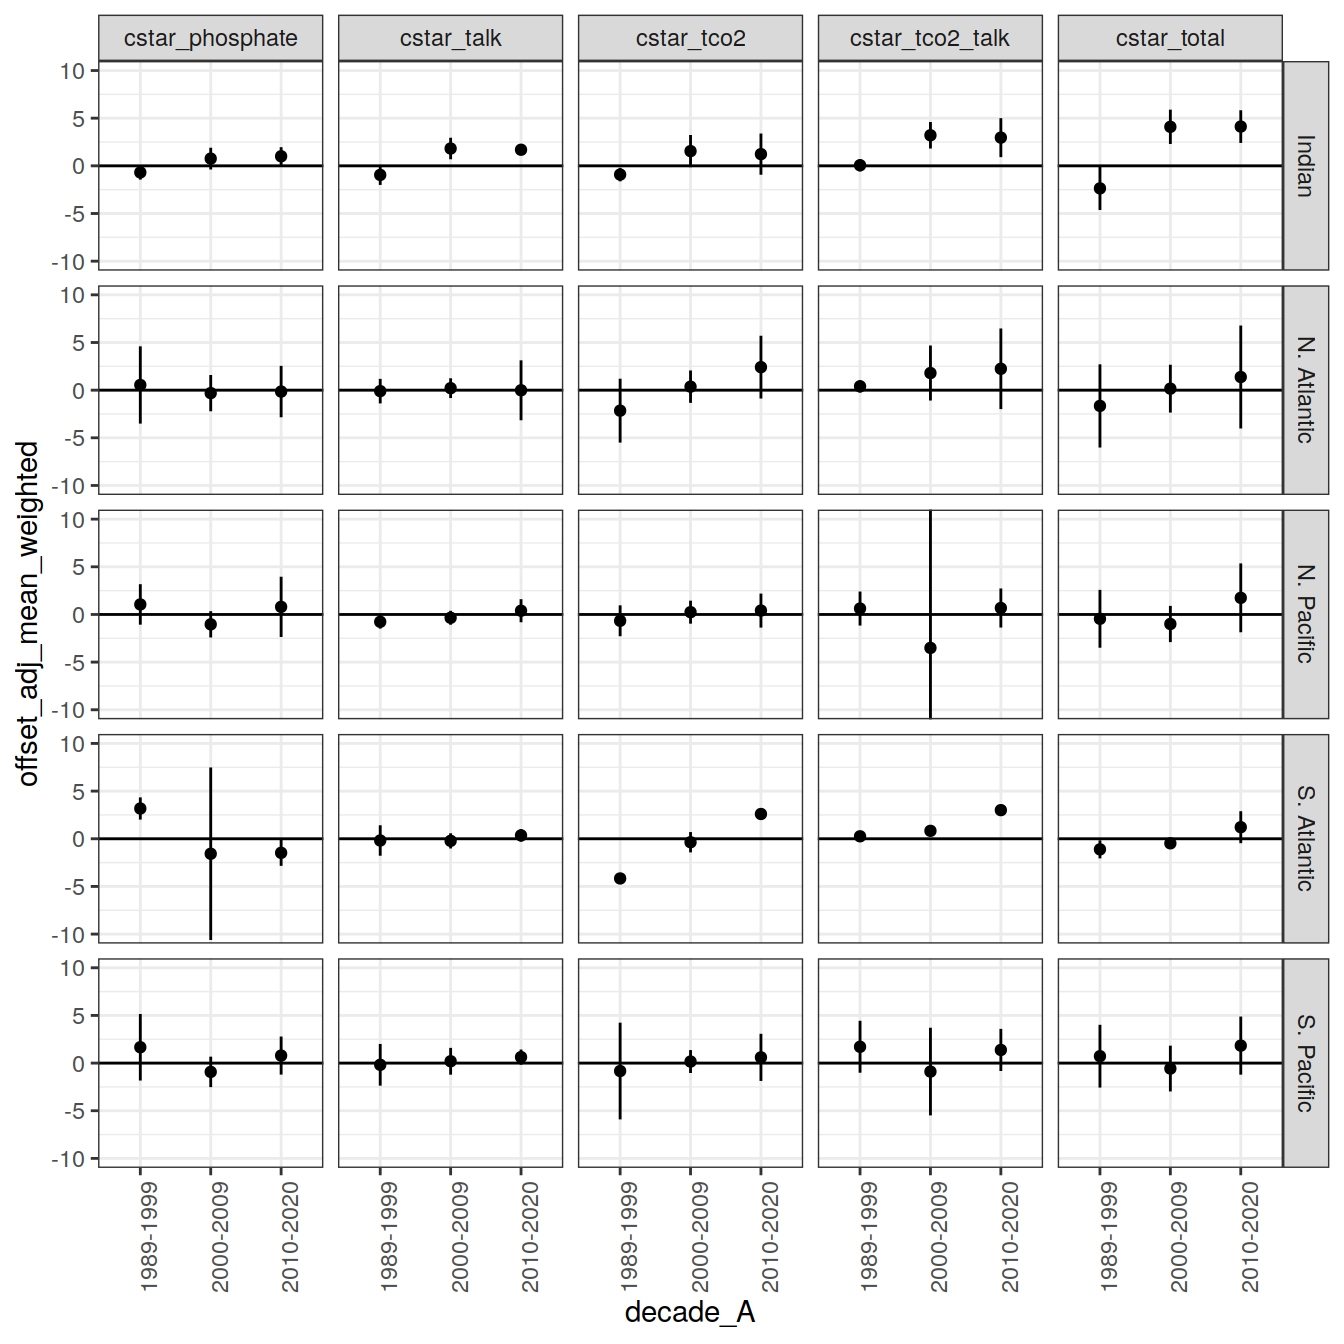 cstar_phosphate cstar_talk cstar_tco2 cstar_tco2_talk cstar_total
10
5
0
-5
-10
Indian
10
5
0
-5
-10
N. Atlantic
10
5
0
-5
-10
N. Pacific
10
5
0
-5
-10
S. Atlantic
10
5
0
-5
-10
S. Pacific
offset_adj_mean_weighted
1989-1999 2000-2009 2010-2020 1989-1999 2000-2009 2010-2020 1989-1999 2000-2009 2010-2020 1989-1999 2000-2009 2010-2020 1989-1999 2000-2009 2010-2020
decade_A